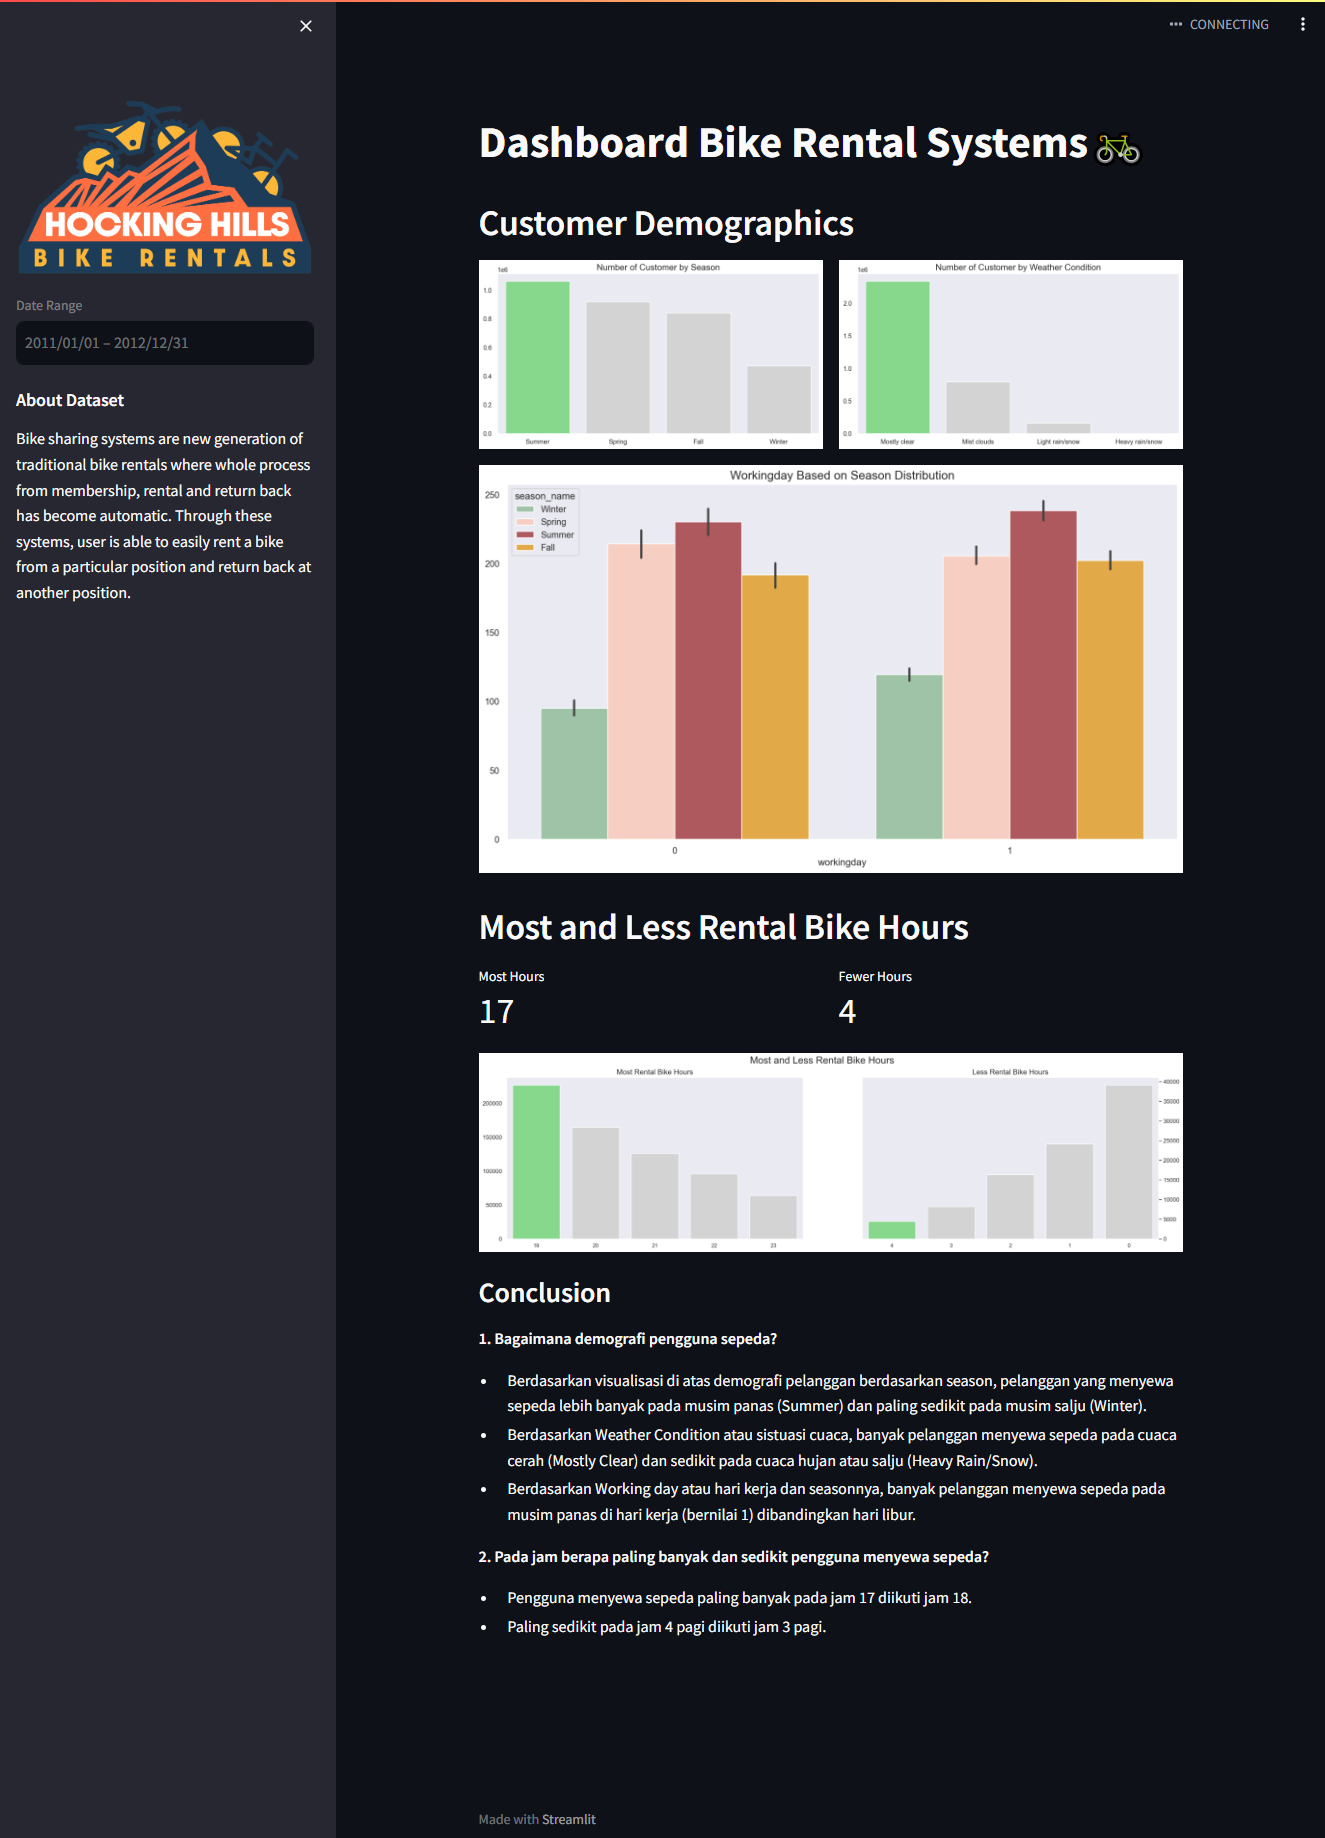 CONNECTING
HOCKING HILLS
BIKE RENTALS
Date Range
2011/01/01 – 2012/12/31
About Dataset
Bike sharing systems are new generation of
traditional bike rentals where whole process
from membership, rental and return back
has become automatic. Through these
systems, user is able to easily rent a bike
from a particular position and return back at
another position.
Dashboard Bike Rental Systems
Customer Demographics
Number of Customer by Season
1e6
1.0
0.8
0.6
0.4
0.2
0.0
Summer Spring Fall Winter
Number of Customer by Weather Condition
1e6
2.0
1.5
1.0
0.5
0.0
Mostly clear Mist clouds Light rain/snow Heavy rain/snow
Workingday Based on Season Distribution
season_name
Winter
Spring
Summer
Fall
250
200
150
100
50
0
0 1
workingday
Most and Less Rental Bike Hours
Most Hours
17
Fewer Hours
4
Most and Less Rental Bike Hours
Most Rental Bike Hours
200000
150000
100000
50000
0
19 20 21 22 23
Less Rental Bike Hours
40000
35000
30000
25000
20000
15000
10000
5000
0
4 3 2 1 0
Conclusion
1. Bagaimana demografi pengguna sepeda?
• Berdasarkan visualisasi di atas demografi pelanggan berdasarkan season, pelanggan yang menyewa
sepeda lebih banyak pada musim panas (Summer) dan paling sedikit pada musim salju (Winter).
• Berdasarkan Weather Condition atau sistuasi cuaca, banyak pelanggan menyewa sepeda pada cuaca
cerah (Mostly Clear) dan sedikit pada cuaca hujan atau salju (Heavy Rain/Snow).
• Berdasarkan Working day atau hari kerja dan seasonnya, banyak pelanggan menyewa sepeda pada
musim panas di hari kerja (bernilai 1) dibandingkan hari libur.
2. Pada jam berapa paling banyak dan sedikit pengguna menyewa sepeda?
• Pengguna menyewa sepeda paling banyak pada jam 17 diikuti jam 18.
• Paling sedikit pada jam 4 pagi diikuti jam 3 pagi.
Made with Streamlit